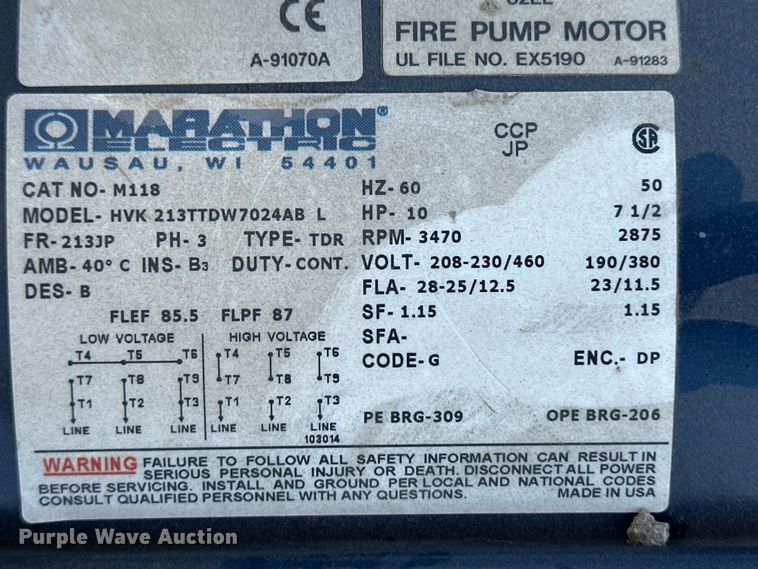 A-91070A
FIRE PUMP MOTOR
UL FILE NO. EX5190 A-91283
MARATHON®
ELECTRIC
WAUSAU, WI 54401
CCP
JP
CAT NO- M118 HZ- 60 50
MODEL- HVK 213TTDW7024AB L HP- 10 7 1/2
FR- 213JP PH- 3 TYPE- TDR RPM- 3470 2875
AMB- 40° C INS- B3 DUTY- CONT. VOLT- 208-230/460 190/380
DES- B FLA- 28-25/12.5 23/11.5
FLEF 85.5 FLPF 87 SF- 1.15 1.15
SFA-
LOW VOLTAGE HIGH VOLTAGE
CODE- G ENC.- DP
T4 T5 T6 T4 T5 T6
T7 T8 T9 T7 T8 T9
T1 T2 T3 T1 T2 T3
LINE LINE LINE LINE LINE LINE
103014
PE BRG-309 OPE BRG-206
WARNING FAILURE TO FOLLOW ALL SAFETY INFORMATION CAN RESULT IN
SERIOUS PERSONAL INJURY OR DEATH. DISCONNECT ALL POWER
BEFORE SERVICING. INSTALL AND GROUND PER LOCAL AND NATIONAL CODES
CONSULT QUALIFIED PERSONNEL WITH ANY QUESTIONS. MADE IN USA
Purple Wave Auction